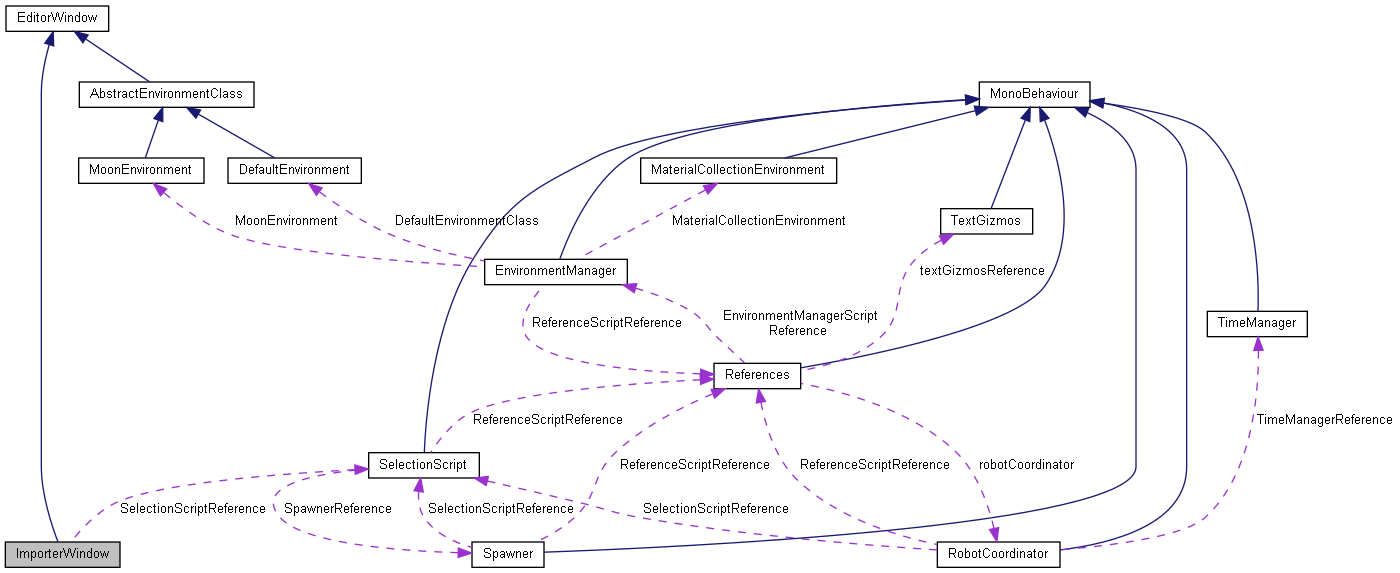 EditorWindow
AbstractEnvironmentClass
MonoBehaviour
MoonEnvironment
DefaultEnvironment
MaterialCollectionEnvironment
MoonEnvironment
DefaultEnvironmentClass
MaterialCollectionEnvironment
TextGizmos
EnvironmentManager
textGizmosReference
ReferenceScriptReference
EnvironmentManagerScript
Reference
TimeManager
References
ReferenceScriptReference
TimeManagerReference
SelectionScript
ReferenceScriptReference
ReferenceScriptReference
robotCoordinator
SelectionScriptReference
SpawnerReference
SelectionScriptReference
SelectionScriptReference
ImporterWindow
Spawner
RobotCoordinator